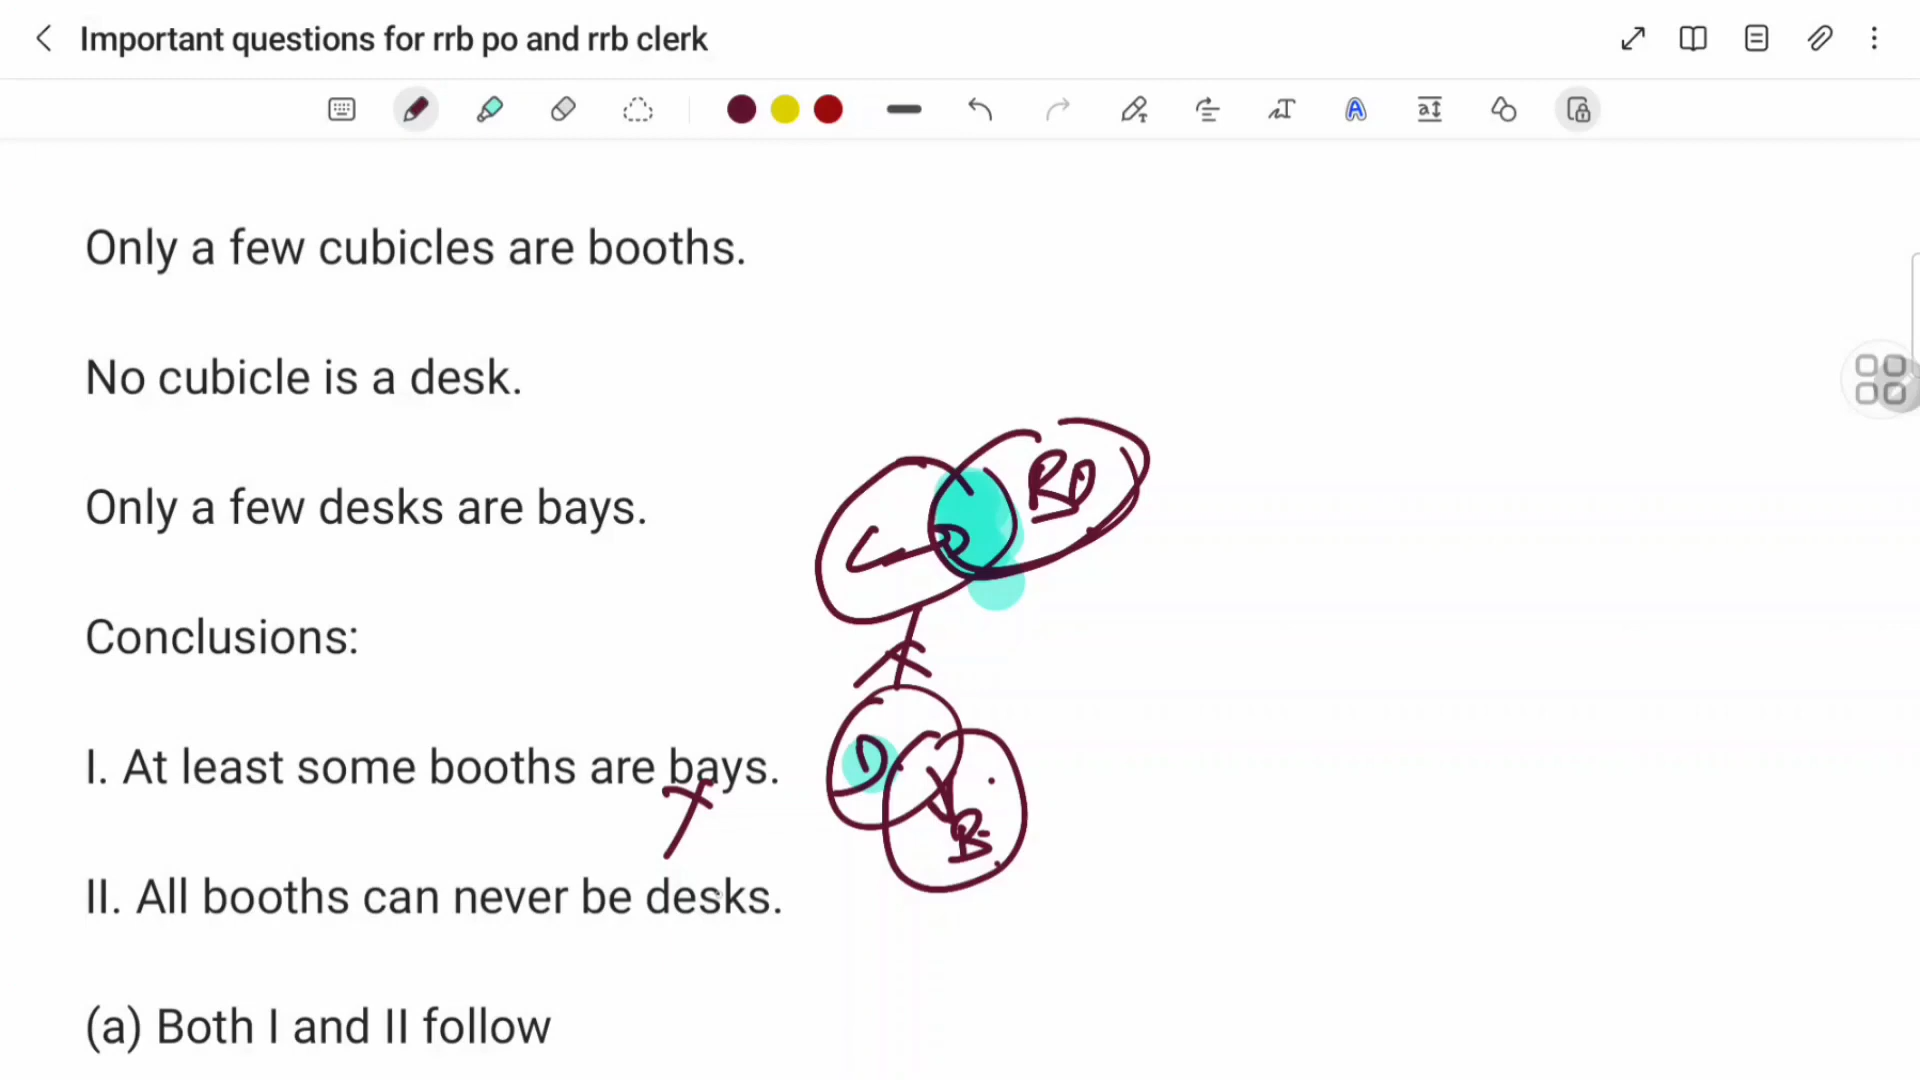 Important questions for rrb po and rrb clerk
Only a few cubicles are booths.
No cubicle is a desk.
Only a few desks are bays.
Conclusions:
I. At least some booths are bays.
II. All booths can never be desks.
(a) Both I and II follow
D
B